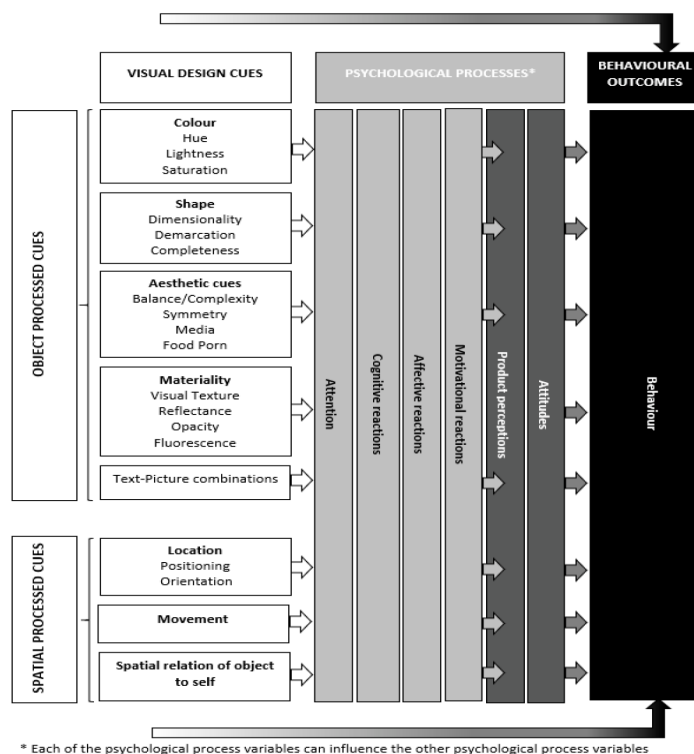 VISUAL DESIGN CUES
PSYCHOLOGICAL PROCESSES*
BEHAVIOURAL
OUTCOMES
OBJECT PROCESSED CUES
Colour
Hue
Lightness
Saturation
Shape
Dimensionality
Demarcation
Completeness
Aesthetic cues
Balance/Complexity
Symmetry
Media
Food Porn
Materiality
Visual Texture
Reflectance
Opacity
Fluorescence
Text-Picture combinations
SPATIAL PROCESSED CUES
Location
Positioning
Orientation
Movement
Spatial relation of object
to self
Attention
Cognitive reactions
Affective reactions
Motivational reactions
Product perceptions
Attitudes
Behaviour
* Each of the psychological process variables can influence the other psychological process variables